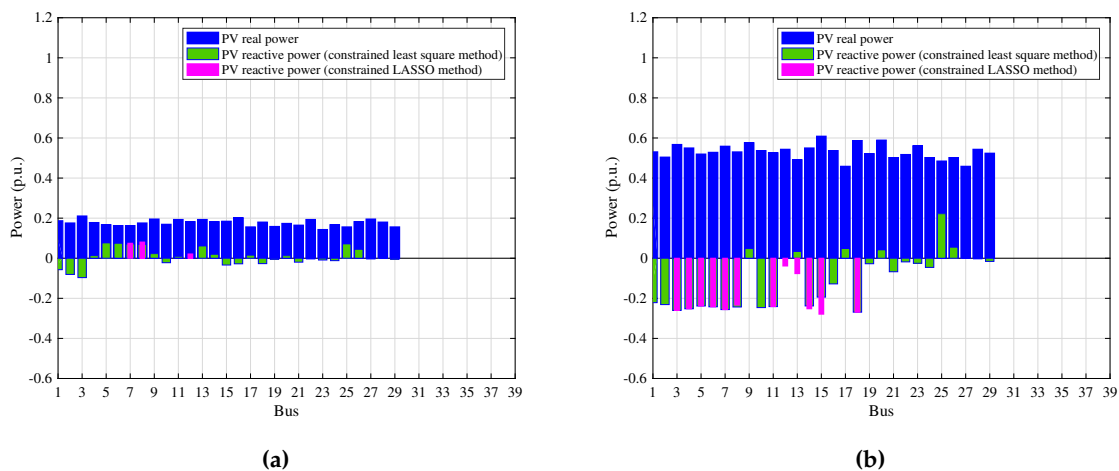 1.2
1
0.8
0.6
0.4
0.2
0
-0.2
-0.4
-0.6
Power (p.u.)
PV real power
PV reactive power (constrained least square method)
PV reactive power (constrained LASSO method)
1 3 5 7 9 11 13 15 17 19 21 23 25 27 29 31 33 35 37 39
Bus
(a)
1.2
1
0.8
0.6
0.4
0.2
0
-0.2
-0.4
-0.6
Power (p.u.)
PV real power
PV reactive power (constrained least square method)
PV reactive power (constrained LASSO method)
1 3 5 7 9 11 13 15 17 19 21 23 25 27 29 31 33 35 37 39
Bus
(b)